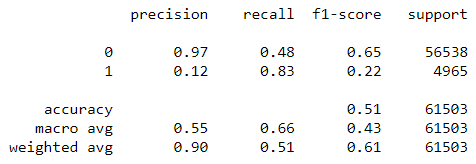 precision recall f1-score support
0 0.97 0.48 0.65 56538
1 0.12 0.83 0.22 4965
accuracy 0.51 61503
macro avg 0.55 0.66 0.43 61503
weighted avg 0.90 0.51 0.61 61503